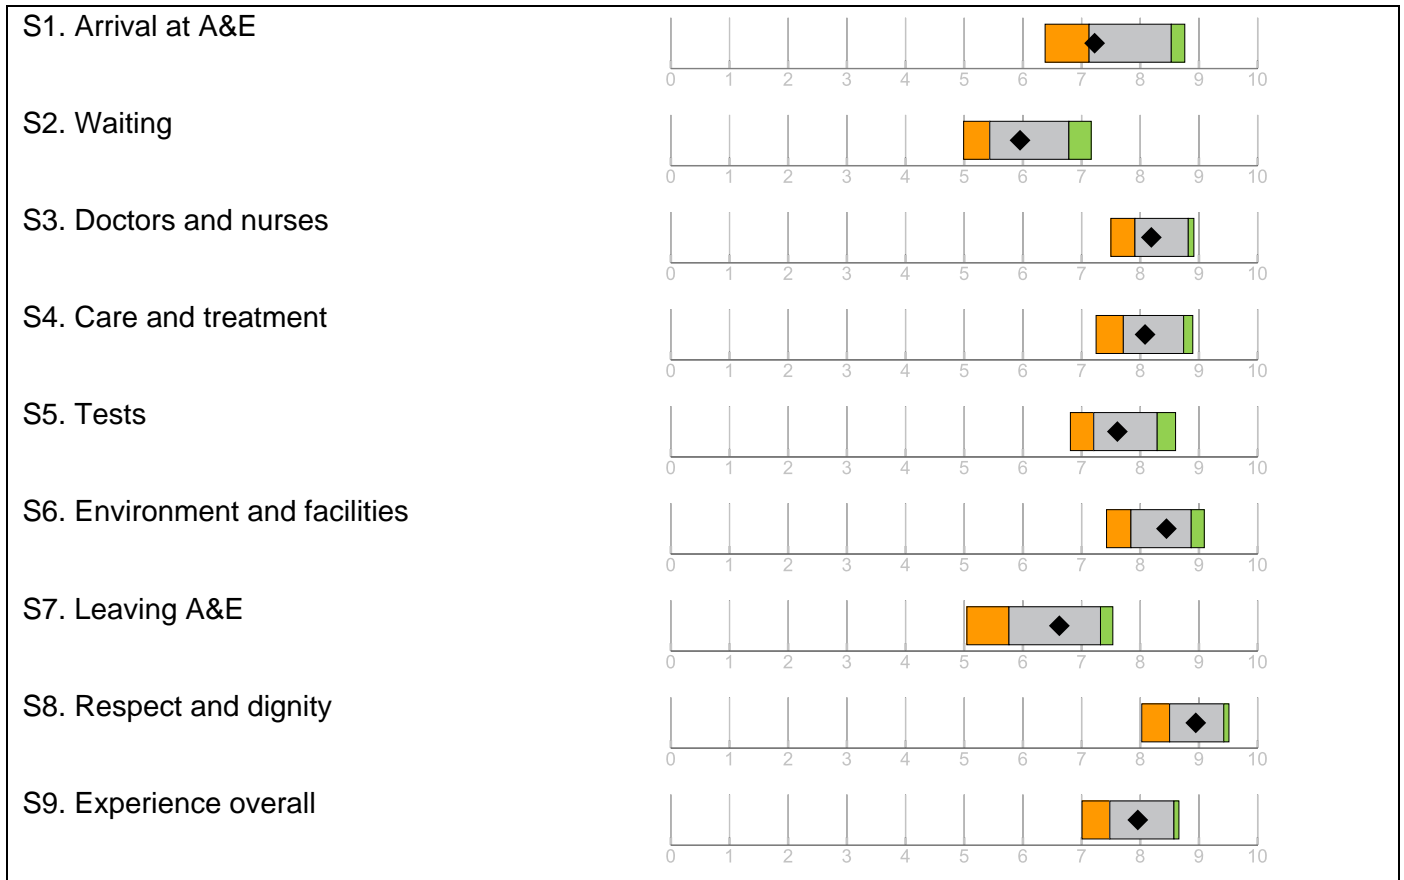 S1. Arrival at A&E
0 1 2 3 4 5 6 7 8 9 10
S2. Waiting
0 1 2 3 4 5 6 7 8 9 10
S3. Doctors and nurses
0 1 2 3 4 5 6 7 8 9 10
S4. Care and treatment
0 1 2 3 4 5 6 7 8 9 10
S5. Tests
0 1 2 3 4 5 6 7 8 9 10
S6. Environment and facilities
0 1 2 3 4 5 6 7 8 9 10
S7. Leaving A&E
0 1 2 3 4 5 6 7 8 9 10
S8. Respect and dignity
0 1 2 3 4 5 6 7 8 9 10
S9. Experience overall
0 1 2 3 4 5 6 7 8 9 10